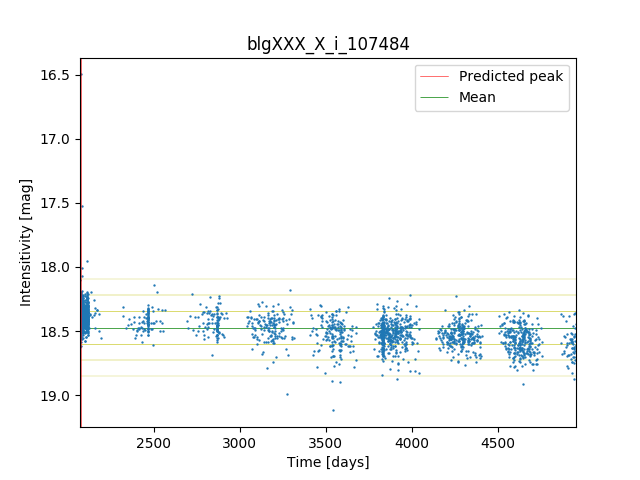 blgXXX_X_i_107484
Predicted peak
Mean
Intensitivity [mag]
16.5
17.0
17.5
18.0
18.5
19.0
2500
3000
3500
4000
4500
Time [days]